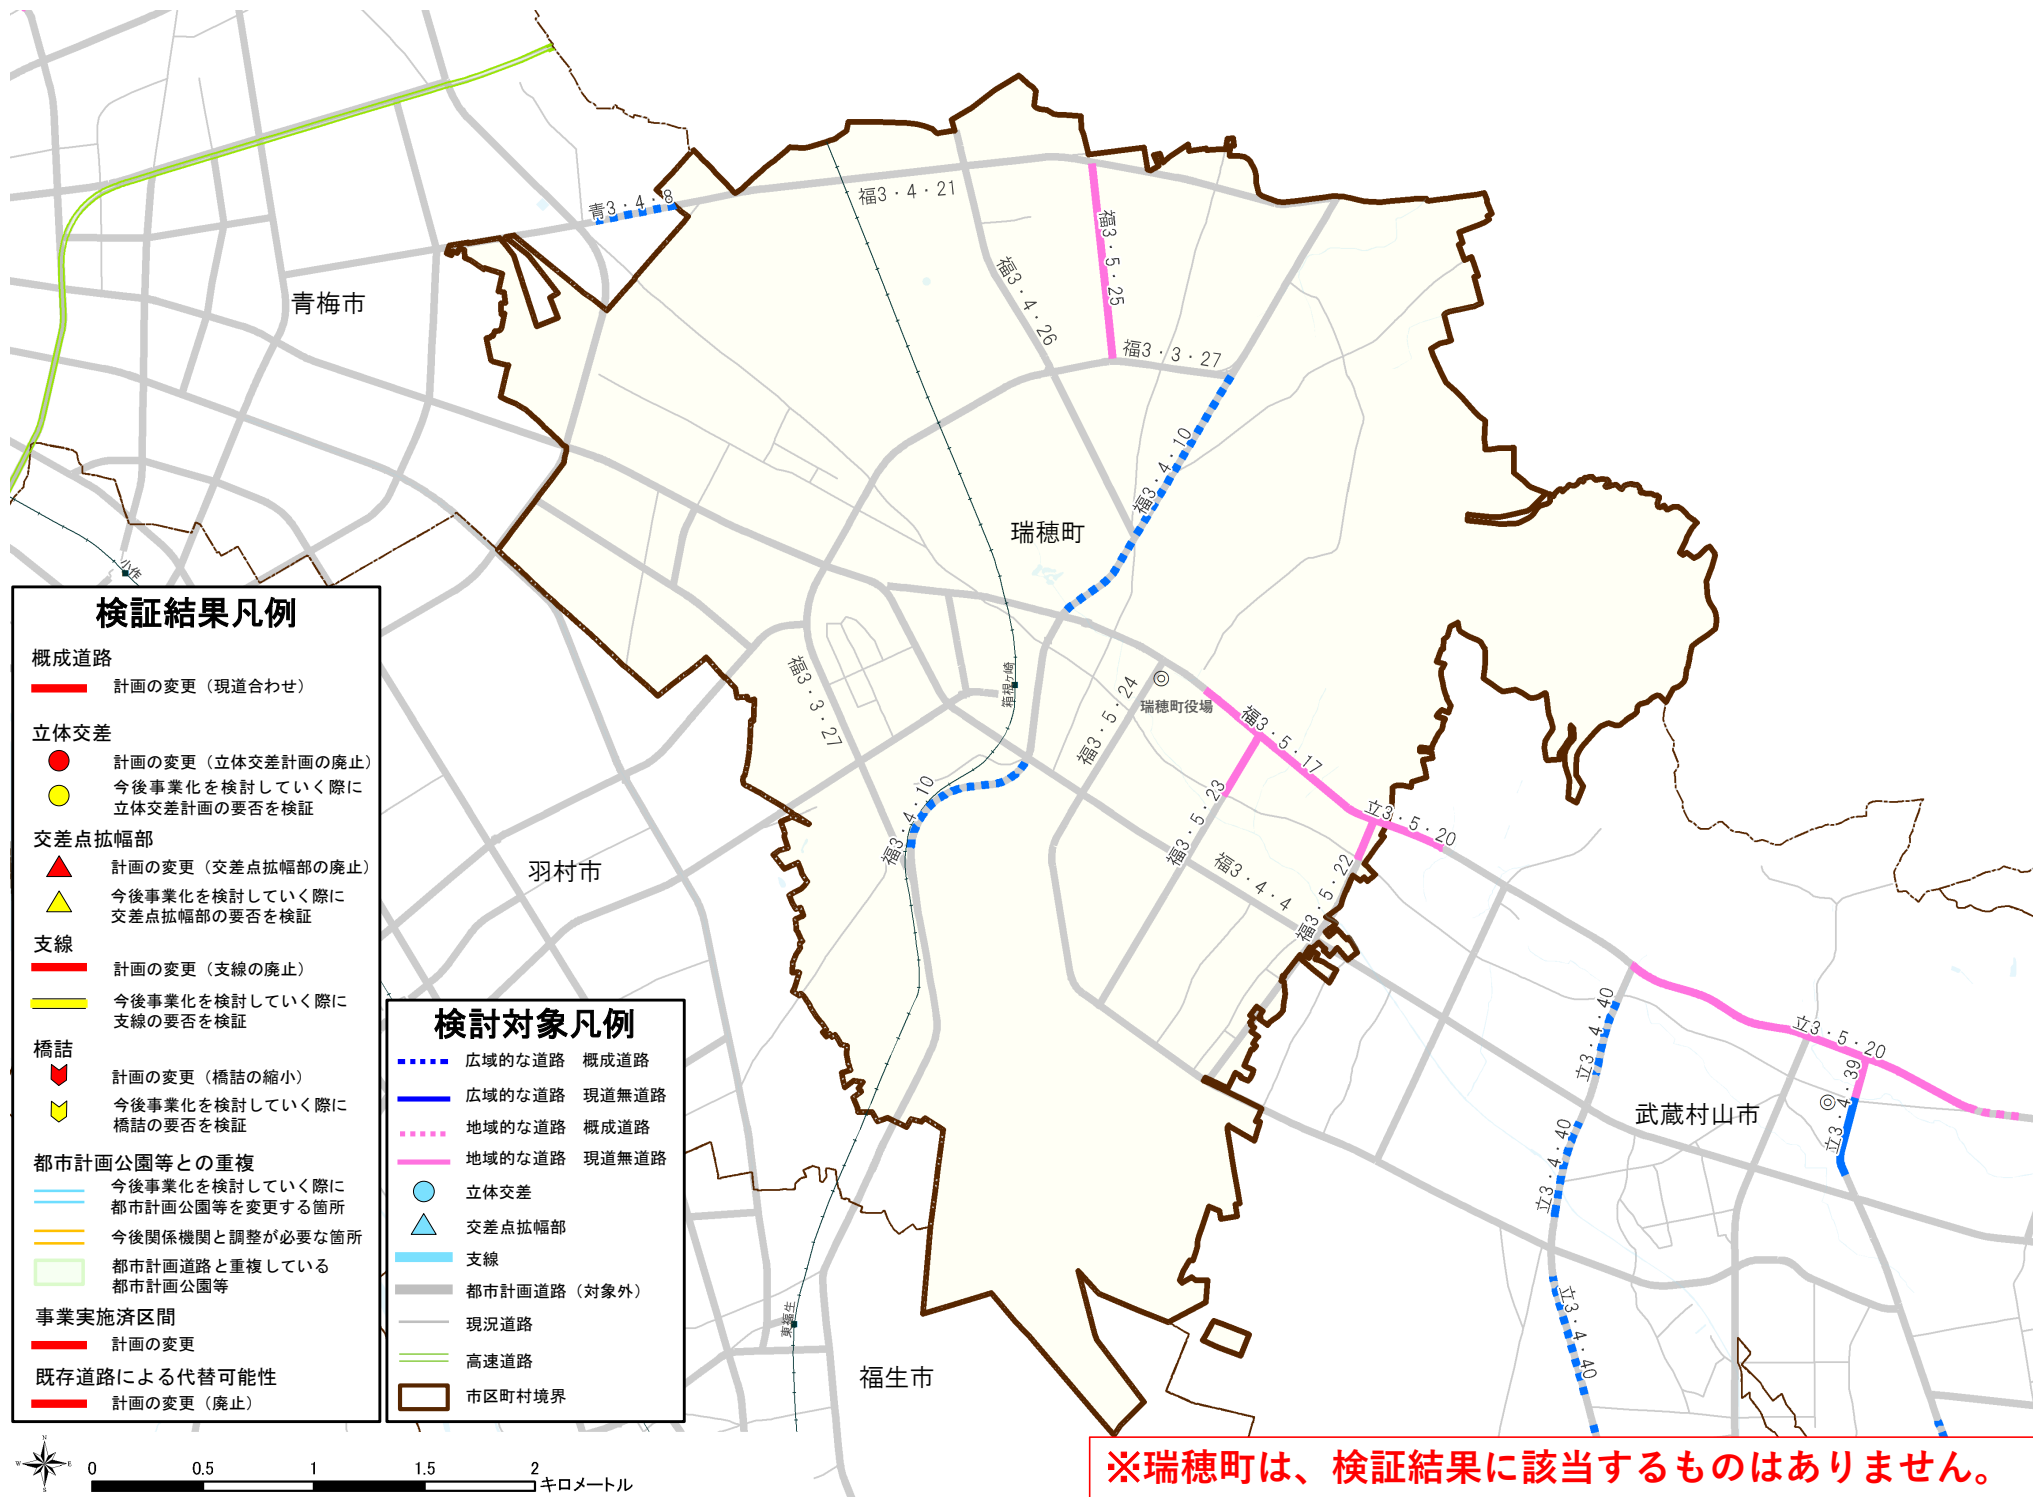 青3・4・8
福3・4・21
福3・5・25
福3・4・26
福3・3・27
青梅市
福3・4・10
瑞穂町
小作
箱根ケ崎
福3・3・27
福3・5・24
瑞穂町役場
福3・5・17
福3・4・10
福3・5・23
立3・5・20
福3・4・4
福3・5・22
羽村市
立3・4・40
立3・5・20
立3・4・39
武蔵村山市
立3・4・40
立3・4・40
東福生
福生市
検証結果凡例
概成道路
計画の変更（現道合わせ）
立体交差
計画の変更（立体交差計画の廃止）
今後事業化を検討していく際に
立体交差計画の要否を検証
交差点拡幅部
計画の変更（交差点拡幅部の廃止）
今後事業化を検討していく際に
交差点拡幅部の要否を検証
支線
計画の変更（支線の廃止）
今後事業化を検討していく際に
支線の要否を検証
橋詰
計画の変更（橋詰の縮小）
今後事業化を検討していく際に
橋詰の要否を検証
都市計画公園等との重複
今後事業化を検討していく際に
都市計画公園等を変更する箇所
今後関係機関と調整が必要な箇所
都市計画道路と重複している
都市計画公園等
事業実施済区間
計画の変更
既存道路による代替可能性
計画の変更（廃止）
検討対象凡例
広域的な道路　概成道路
広域的な道路　現道無道路
地域的な道路　概成道路
地域的な道路　現道無道路
立体交差
交差点拡幅部
支線
都市計画道路（対象外）
現況道路
高速道路
市区町村境界
N
W E
S
0 0.5 1 1.5 2
キロメートル
※瑞穂町は、検証結果に該当するものはありません。